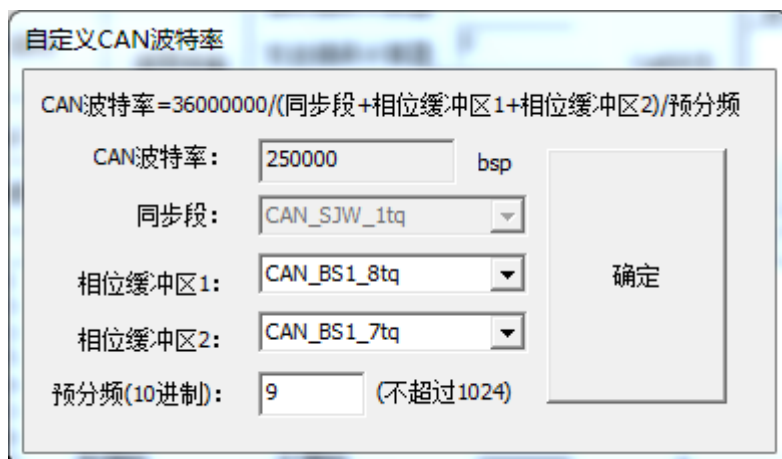 自定义CAN波特率
CAN波特率=36000000/(同步段+相位缓冲区1+相位缓冲区2)/预分频
CAN波特率: 250000 bsp
同步段: CAN_SJW_1tq
相位缓冲区1: CAN_BS1_8tq
确定
相位缓冲区2: CAN_BS1_7tq
预分频(10进制): 9 (不超过1024)